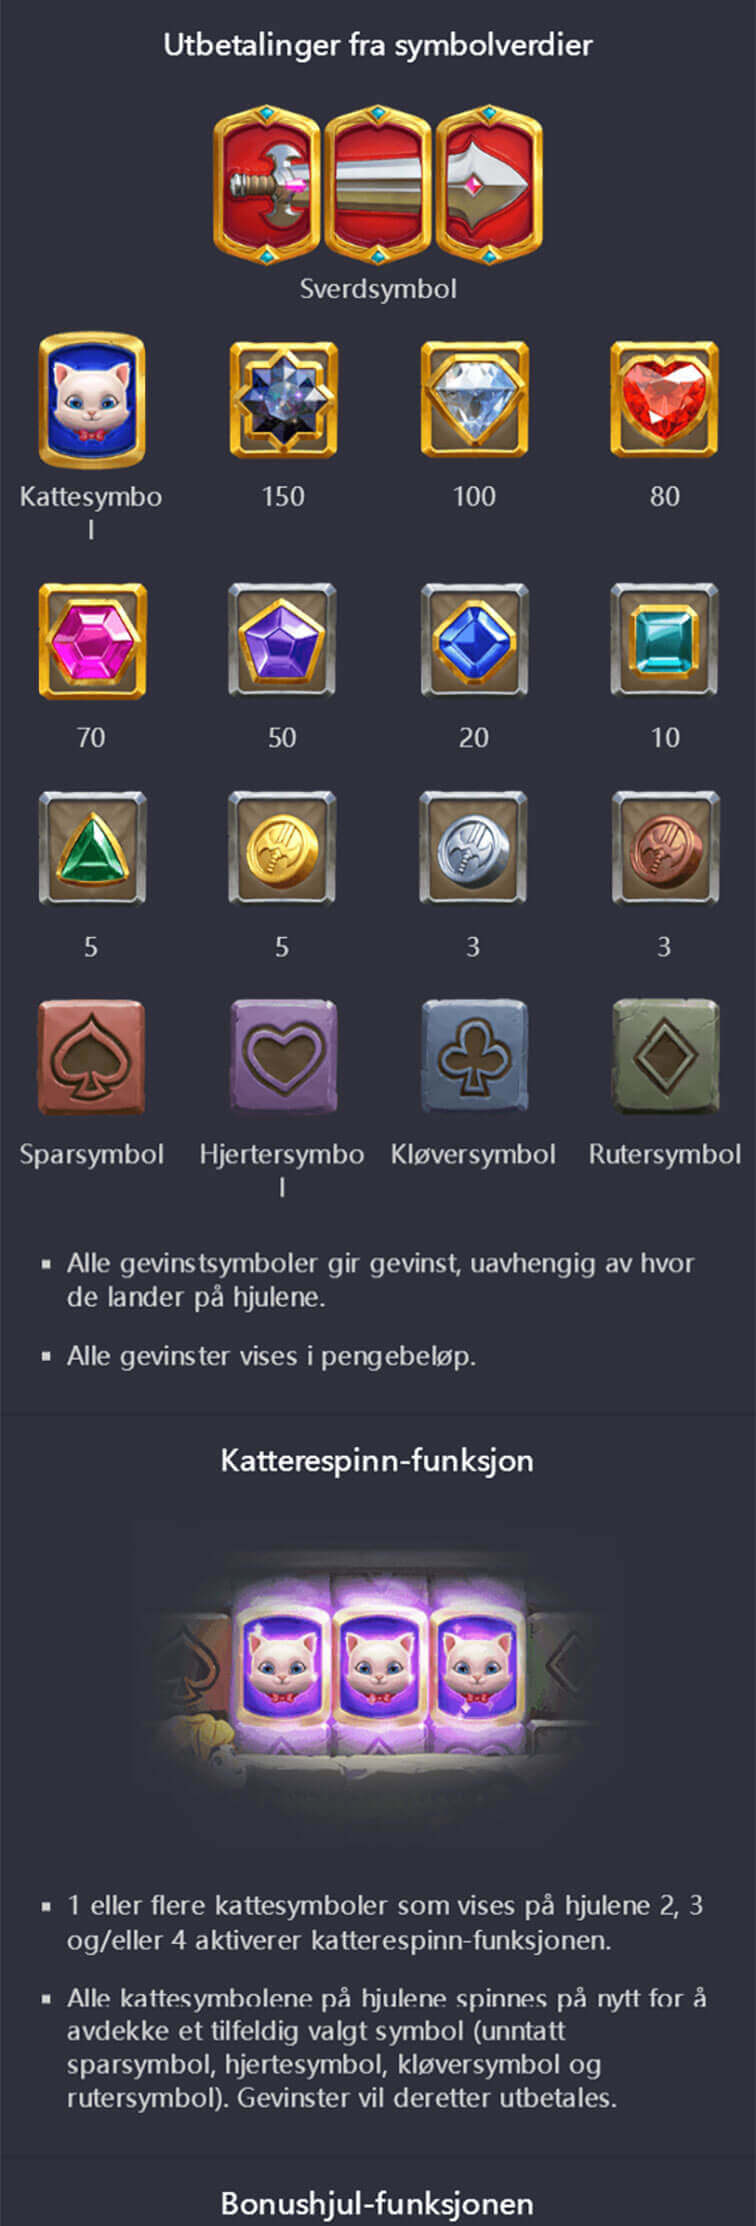 Utbetalinger fra symbolverdier
Sverdsymbol
Kattesymbo
l
150
100
80
70
50
20
10
5
5
3
3
Sparsymbol
Hjertersymbo
l
Kløversymbol
Rutersymbol
▪ Alle gevinstsymboler gir gevinst, uavhengig av hvor
de lander på hjulene.
▪ Alle gevinster vises i pengebeløp.
Katterespinn-funksjon
▪ 1 eller flere kattesymboler som vises på hjulene 2, 3
og/eller 4 aktiverer katterespinn-funksjonen.
▪ Alle kattesymbolene på hjulene spinnes på nytt for å
avdekke et tilfeldig valgt symbol (unntatt
sparsymbol, hjertesymbol, kløversymbol og
rutersymbol). Gevinster vil deretter utbetales.
Bonushjul-funksjonen